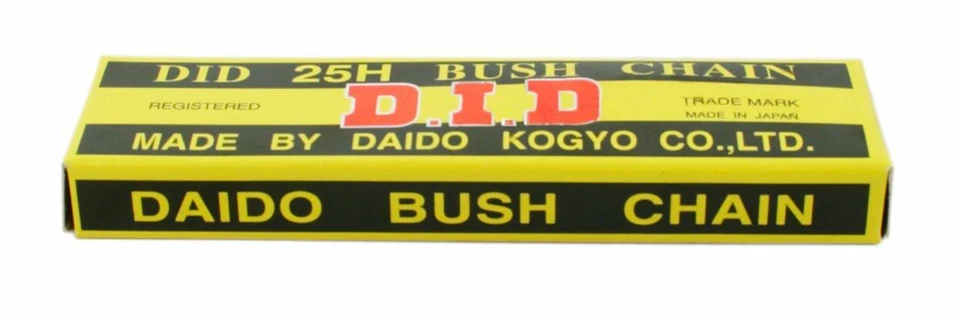 DID 25H BUSH CHAIN
REGISTERED D.I.D TRADE MARK
MADE IN JAPAN
MADE BY DAIDO KOGYO CO.,LTD.
DAIDO BUSH CHAIN